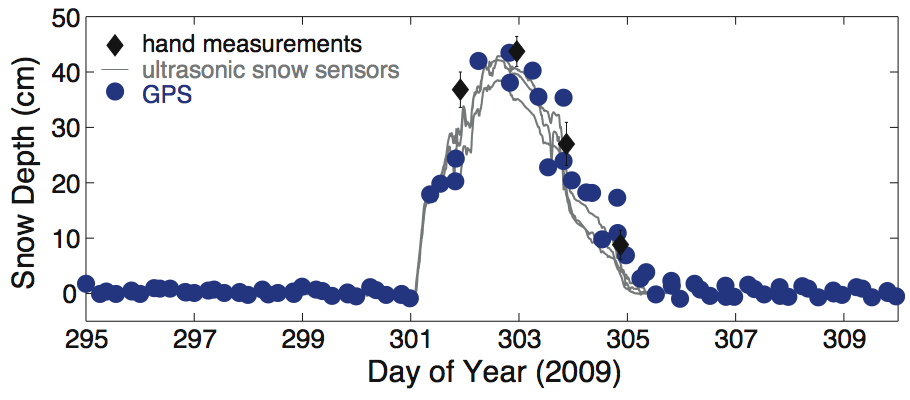 50
40
30
20
10
0
Snow Depth (cm)
hand measurements
ultrasonic snow sensors
GPS
295 297 299 301 303 305 307 309
Day of Year (2009)